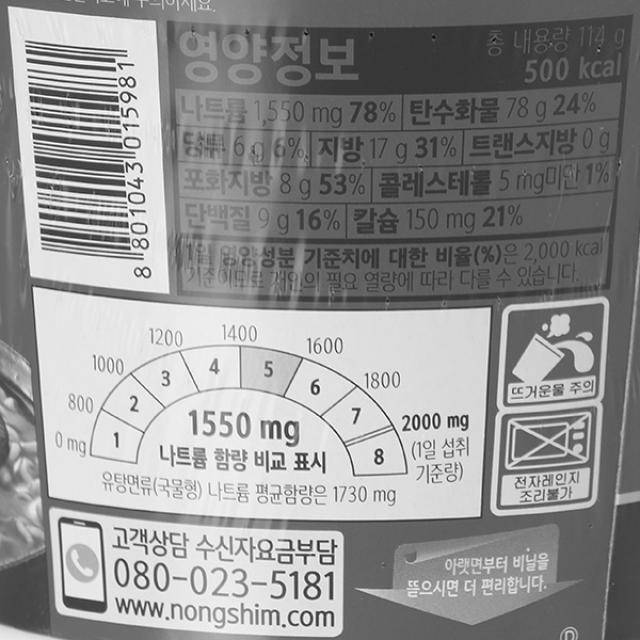 주의하세요.
8 801043 015981
영양정보
총 내용량 114 g
500 kcal
나트륨 1,550 mg 78% 탄수화물 78 g 24%
당류 6 g 6% 지방 17 g 31% 트랜스지방 0 g
포화지방 8 g 53% 콜레스테롤 5 mg미만 1%
단백질 9 g 16% 칼슘 150 mg 21%
1일 영양성분 기준치에 대한 비율(%)은 2,000 kcal
기준이므로 개인의 필요 열량에 따라 다를 수 있습니다.
0 mg 800 1000 1200 1400 1600 1800 2000 mg
1 2 3 4 5 6 7 8
(1일 섭취
기준량)
1550 mg
나트륨 함량 비교 표시
유탕면류(국물형) 나트륨 평균함량은 1730 mg
뜨거운물 주의
전자레인지
조리불가
고객상담 수신자요금부담
080-023-5181
www.nongshim.com
아랫면부터 비닐을
뜯으시면 더 편리합니다.